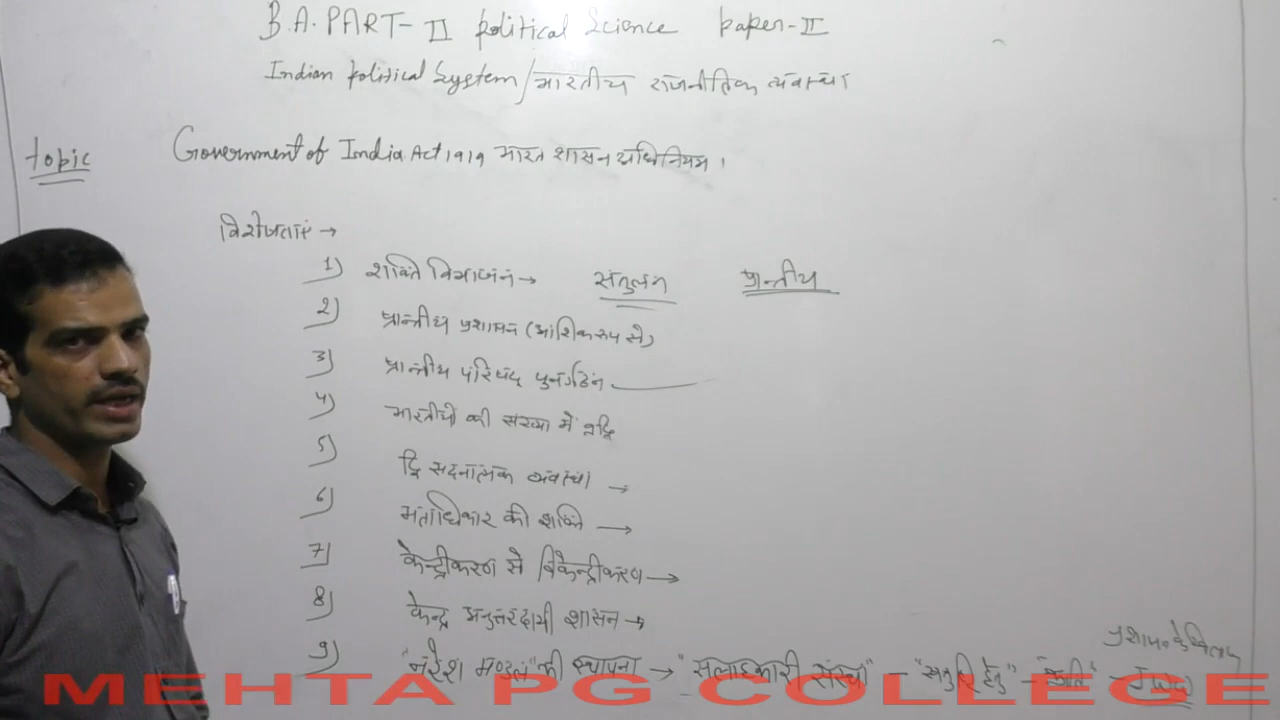 B.A. PART- II Political Science Paper-II
Indian Political System/भारतीय राजनीतिक व्यवस्था
topic Government of India Act 1919 भारत शासन अधिनियम ।
विशेषताएं →
1) शक्ति विभाजन → संतुलन प्रान्तीय
2) प्रान्तीय प्रशासन (आंशिक रूप से)
3) प्रान्तीय परिषद् पुनर्गठन
4) भारतीयों की संख्या में वृद्धि
5) द्वि सदनात्मक व्यवस्था →
6) मताधिकार की शक्ति →
7) केन्द्रीकरण से विकेन्द्रीकरण →
8) केन्द्र अनुत्तरदायी शासन →
9) "नरेश मण्डल" की स्थापना → "सलाहकारी संस्था" –
MEHTA PG COLLEGE